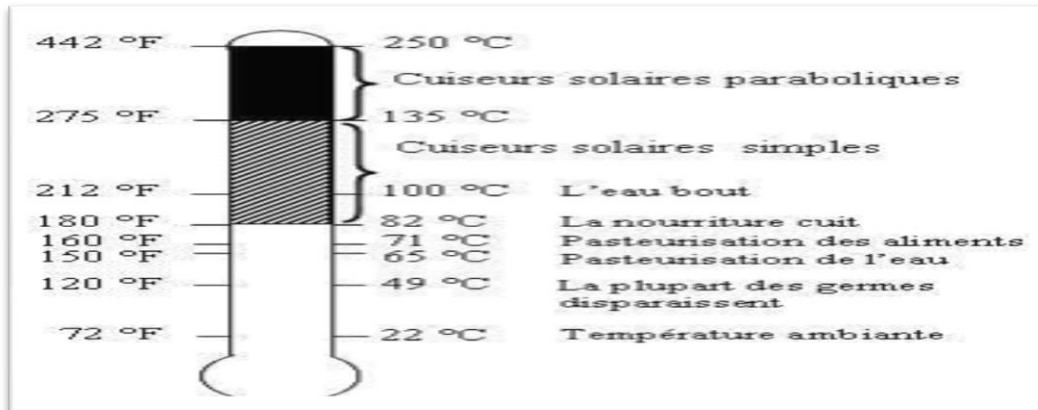 442 °F 250 °C
Cuiseurs solaires paraboliques
275 °F 135 °C
Cuiseurs solaires simples
212 °F 100 °C L'eau bout
180 °F 82 °C La nourriture cuit
160 °F 71 °C Pasteurisation des aliments
150 °F 65 °C Pasteurisation de l'eau
120 °F 49 °C La plupart des germes
disparaissent
72 °F 22 °C Température ambiante